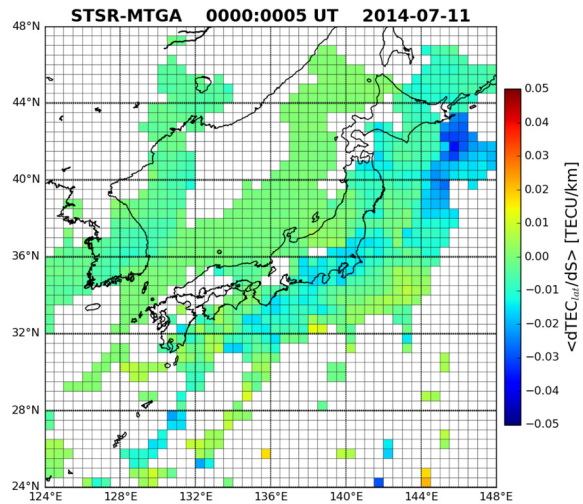 STSR-MTGA 0000:0005 UT 2014-07-11
48°N
44°N
40°N
36°N
32°N
28°N
24°N
124°E 128°E 132°E 136°E 140°E 144°E 148°E
0.05
0.04
0.03
0.02
0.01
0.00
−0.01
−0.02
−0.03
−0.04
−0.05
<dTEC_lat/dS> [TECU/km]